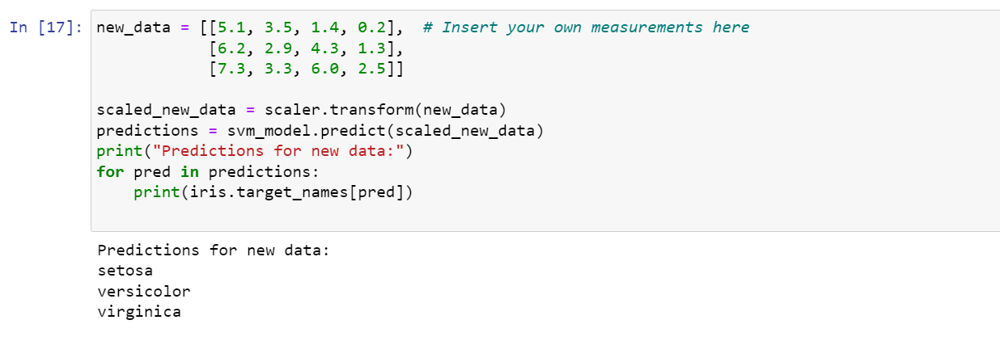 In [17]: new_data = [[5.1, 3.5, 1.4, 0.2],  # Insert your own measurements here
            [6.2, 2.9, 4.3, 1.3],
            [7.3, 3.3, 6.0, 2.5]]
scaled_new_data = scaler.transform(new_data)
predictions = svm_model.predict(scaled_new_data)
print("Predictions for new data:")
for pred in predictions:
    print(iris.target_names[pred])
Predictions for new data:
setosa
versicolor
virginica